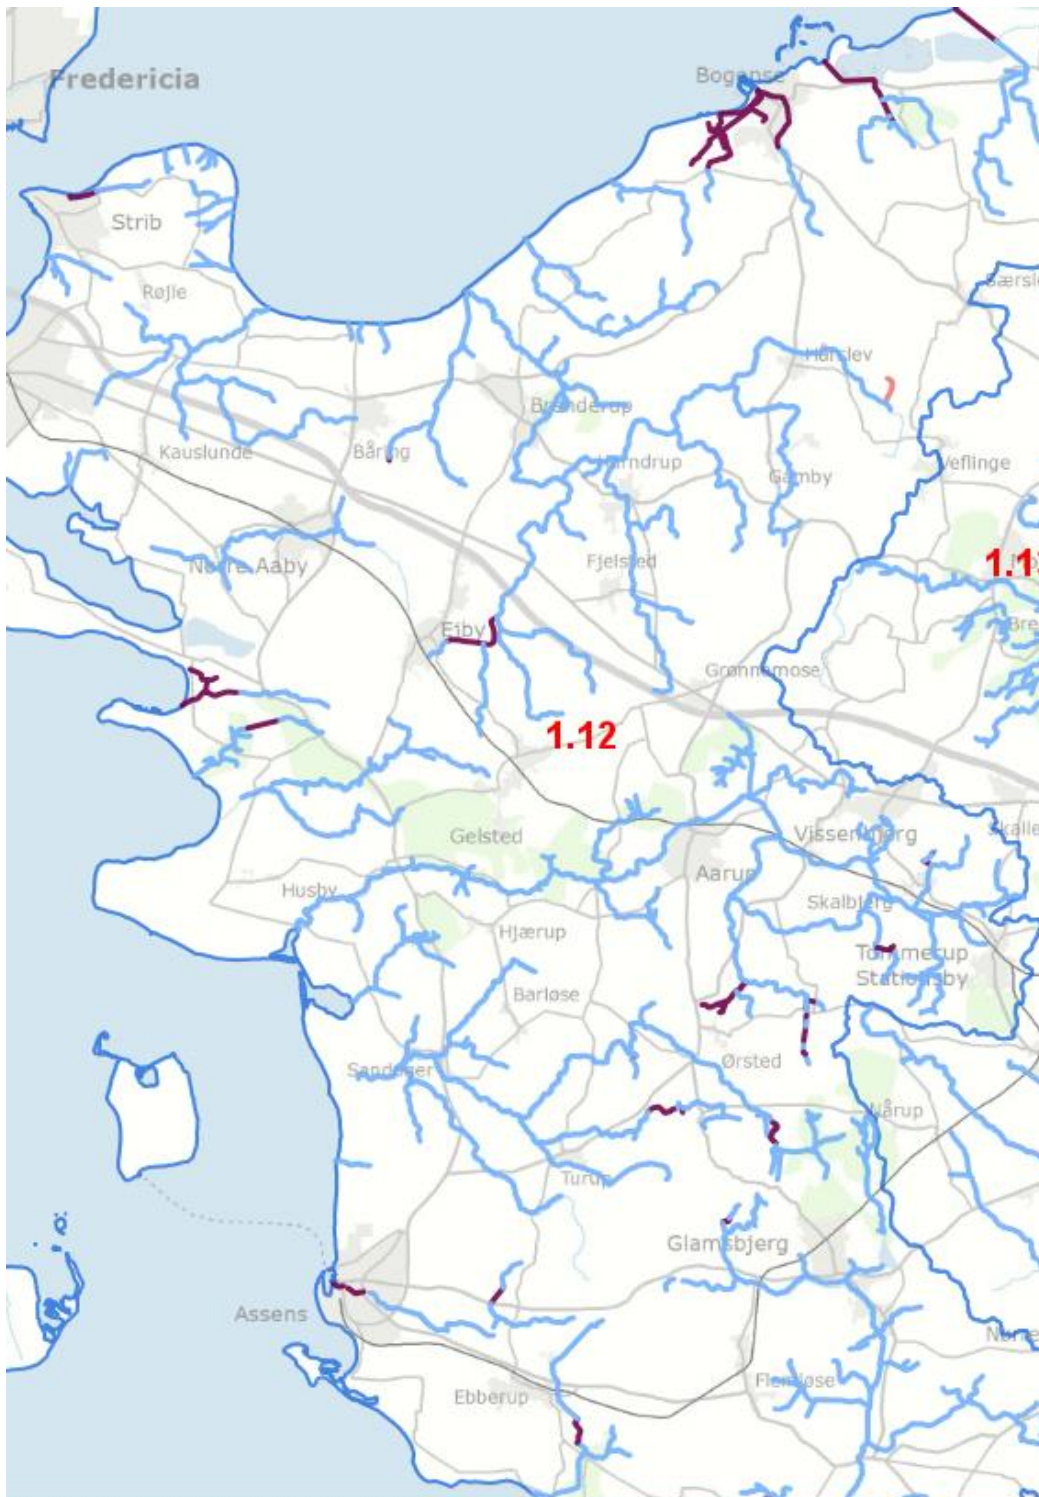 Fredericia
Bogense
Strib
Røjle
Hårslev
Brenderup
Kauslunde
Båring
Harndrup
Gamby
Veflinge
Nørre Aaby
Fjelsted
Ejby
Grønnemose
1.12
Gelsted
Vissenbjerg
Aarup
Husby
Skalbjerg
Hjærup
Tommerup
Stationsby
Barløse
Ørsted
Sandager
Nårup
Turup
Glamsbjerg
Assens
Flemløse
Ebberup